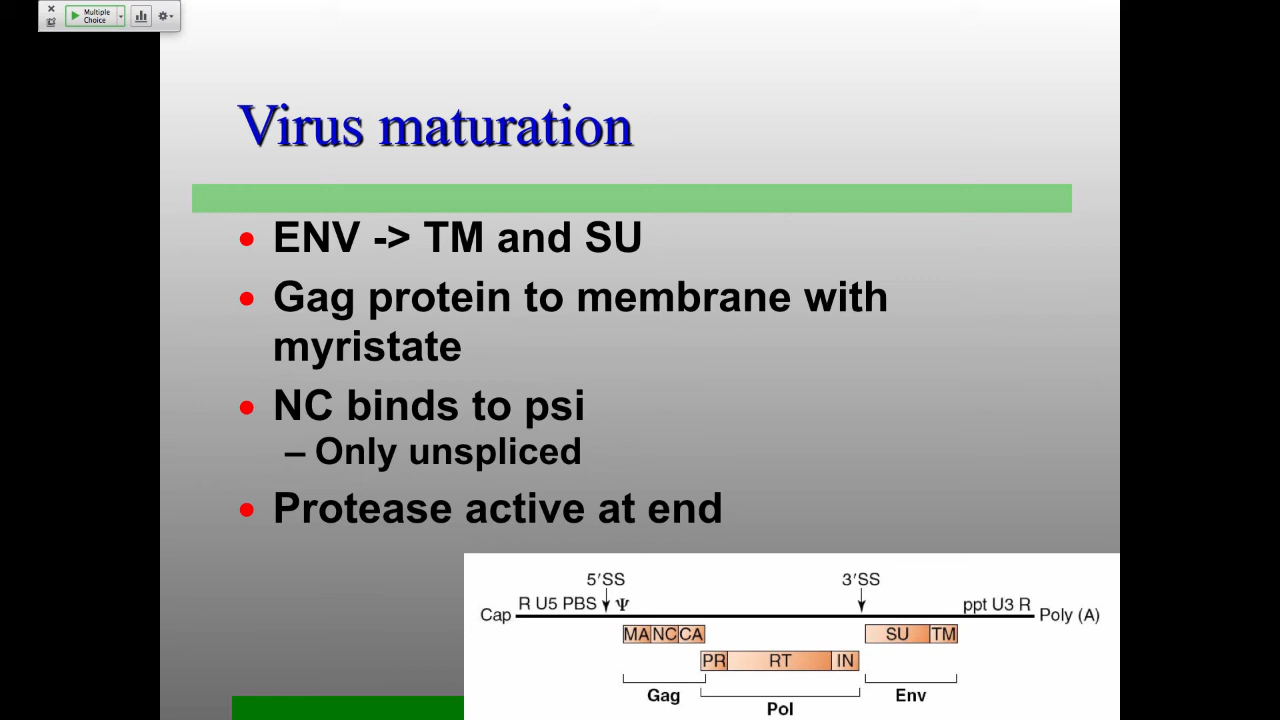 Multiple
Choice
Virus maturation
• ENV -> TM and SU
• Gag protein to membrane with
myristate
• NC binds to psi
– Only unspliced
• Protease active at end
5′SS 3′SS
R U5 PBS Ψ ppt U3 R
Cap Poly (A)
MA NC CA SU TM
PR RT IN
Gag Env
Pol